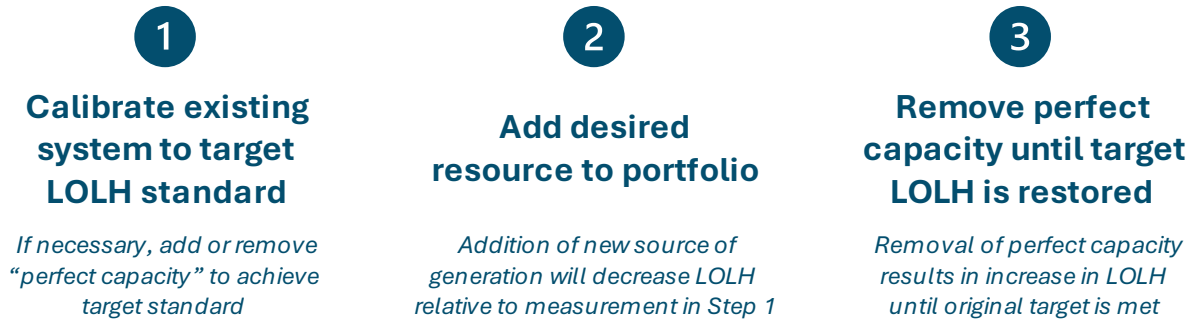 1
Calibrate existing
system to target
LOLH standard
If necessary, add or remove
“perfect capacity” to achieve
target standard
2
Add desired
resource to portfolio
Addition of new source of
generation will decrease LOLH
relative to measurement in Step 1
3
Remove perfect
capacity until target
LOLH is restored
Removal of perfect capacity
results in increase in LOLH
until original target is met